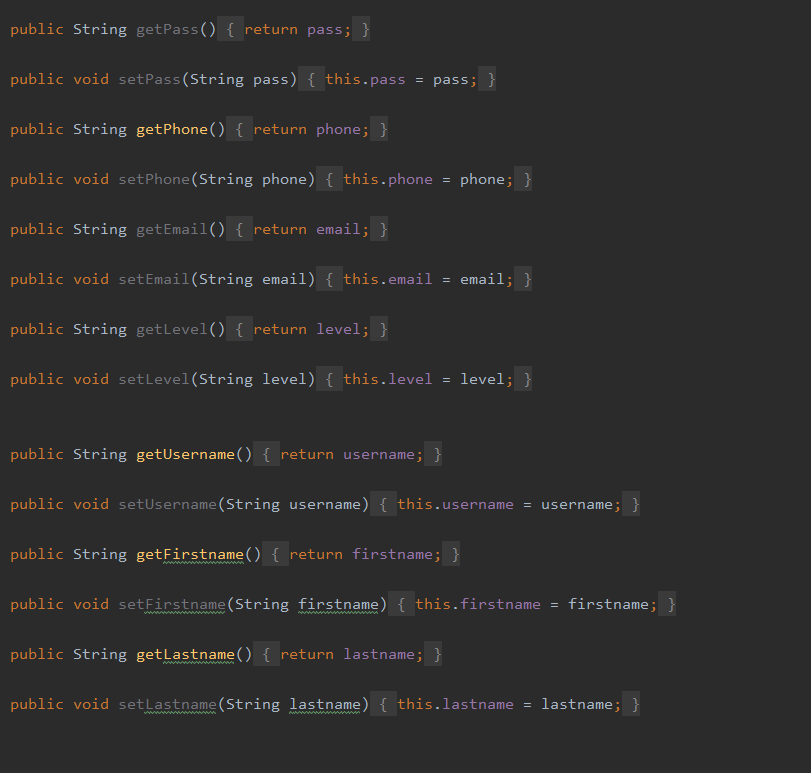 public String getPass() { return pass; }
public void setPass(String pass) { this.pass = pass; }
public String getPhone() { return phone; }
public void setPhone(String phone) { this.phone = phone; }
public String getEmail() { return email; }
public void setEmail(String email) { this.email = email; }
public String getLevel() { return level; }
public void setLevel(String level) { this.level = level; }
public String getUsername() { return username; }
public void setUsername(String username) { this.username = username; }
public String getFirstname() { return firstname; }
public void setFirstname(String firstname) { this.firstname = firstname; }
public String getLastname() { return lastname; }
public void setLastname(String lastname) { this.lastname = lastname; }